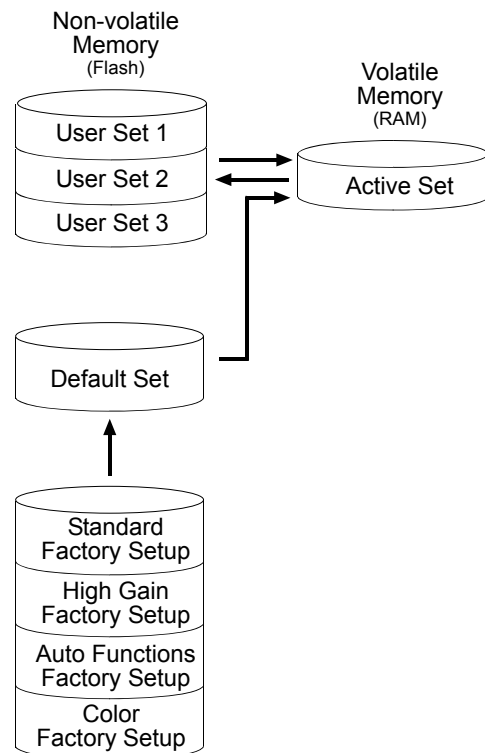 Non-volatile
Memory
(Flash)
User Set 1
User Set 2
User Set 3
Volatile
Memory
(RAM)
Active Set
Default Set
Standard
Factory Setup
High Gain
Factory Setup
Auto Functions
Factory Setup
Color
Factory Setup